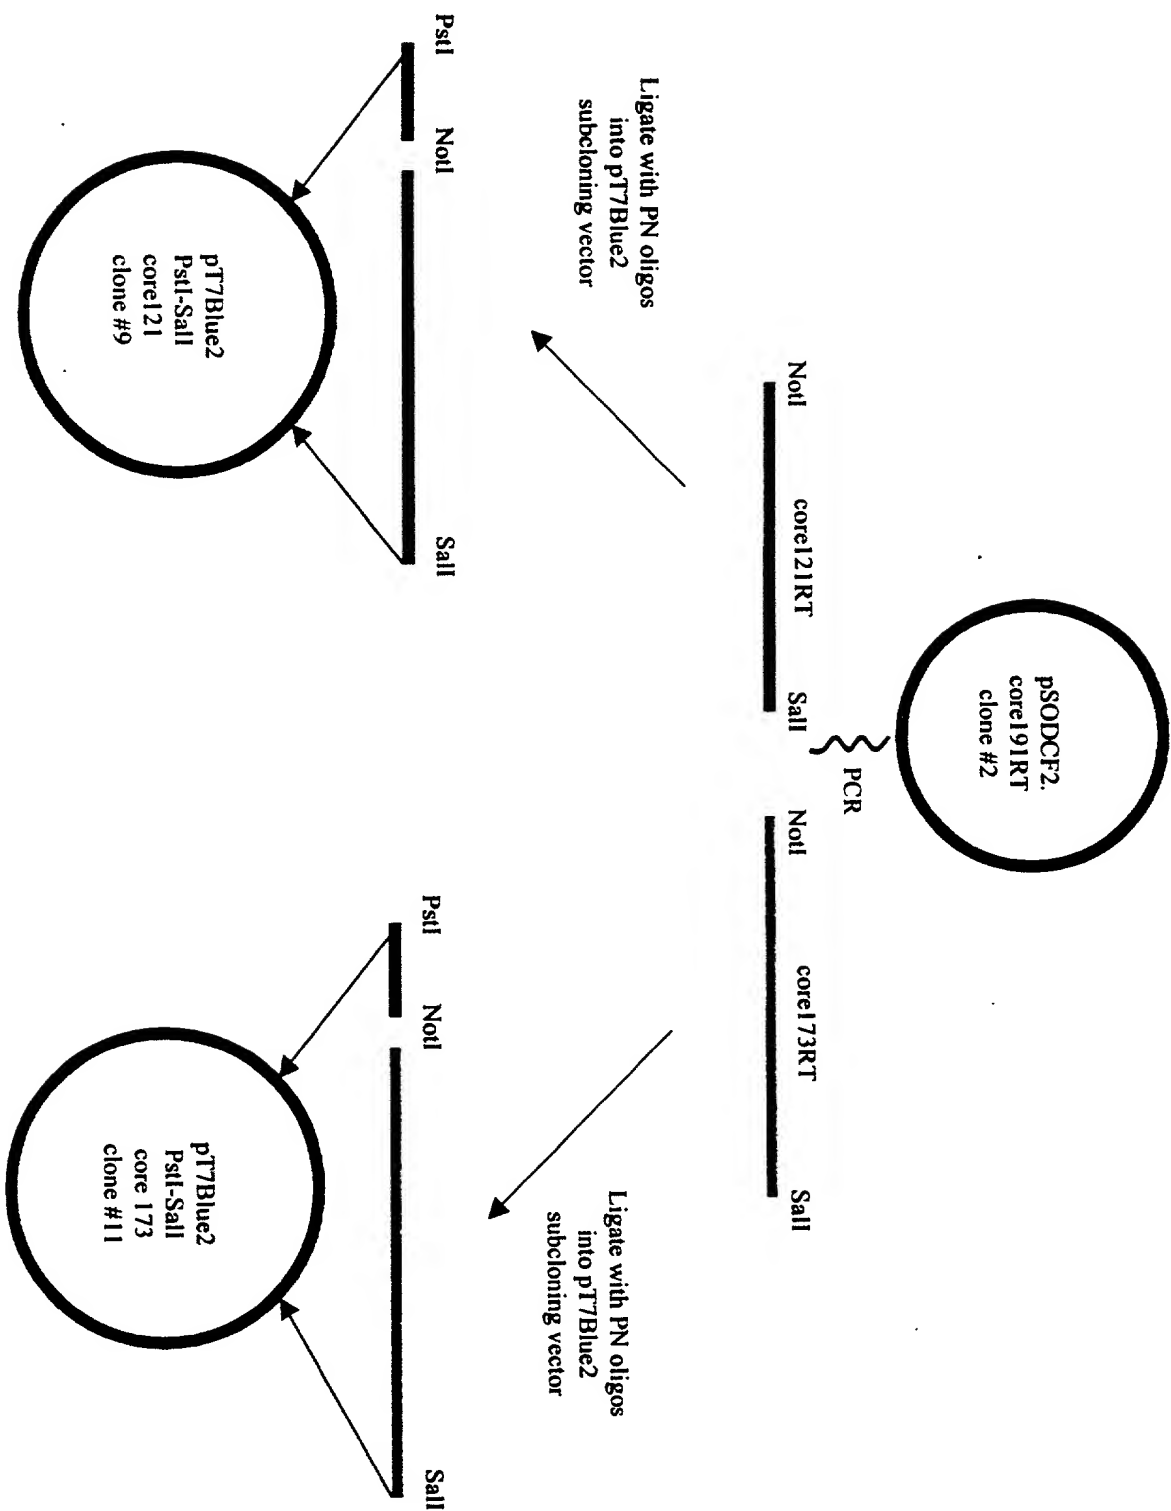 pSODCF2.
core191RT
clone #2
PCR
NotI
core121RT
SalI
NotI
core173RT
SalI
Ligate with PN oligos
into pT7Blue2
subcloning vector
Ligate with PN oligos
into pT7Blue2
subcloning vector
PstI
NotI
SalI
PstI
NotI
SalI
pT7Blue2
PstI-SalI
core121
clone #9
pT7Blue2
PstI-SalI
core 173
clone #11